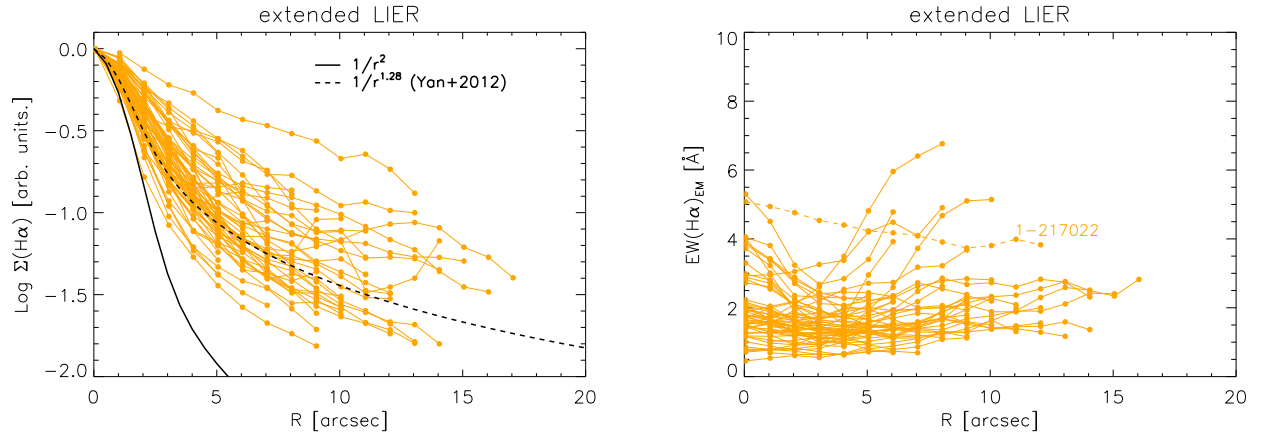 extended LIER
0.0
-0.5
-1.0
-1.5
-2.0
Log Σ(Hα) [arb. units.]
1/r²
1/r^1.28 (Yan+2012)
0 5 10 15 20
R [arcsec]
extended LIER
10
8
6
4
2
0
EW(Hα)_EM [Å]
1-217022
0 5 10 15 20
R [arcsec]